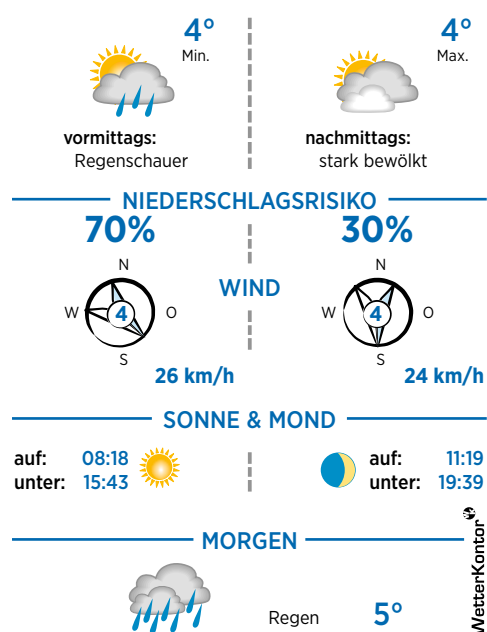 4°
Min.
vormittags:
Regenschauer
4°
Max.
nachmittags:
stark bewölkt
NIEDERSCHLAGSRISIKO
70%
30%
WIND
N
W 4 O
S
26 km/h
N
W 4 O
S
24 km/h
SONNE & MOND
auf: 08:18
unter: 15:43
auf: 11:19
unter: 19:39
MORGEN
Regen 5°
WetterKontor